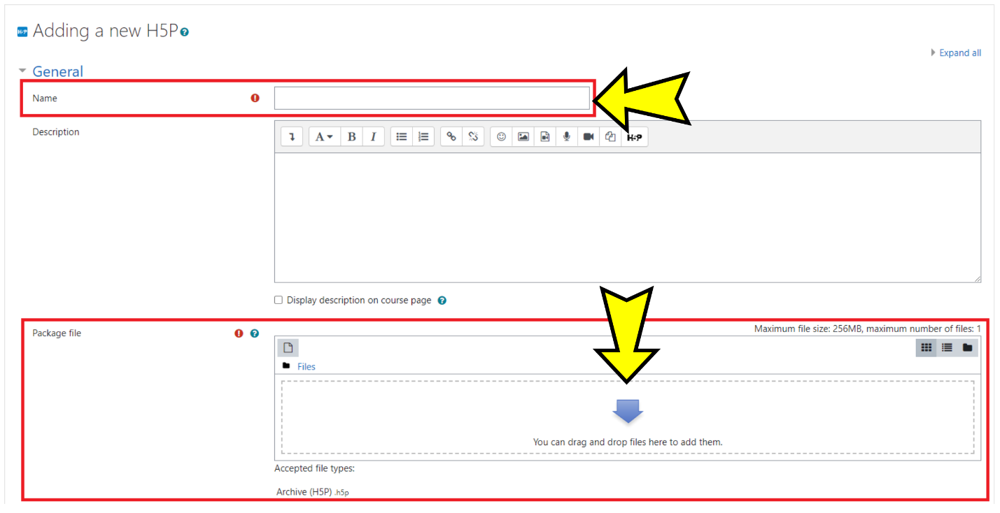 H-P Adding a new H5P
Expand all
General
Name
Description
A B I H-P
Display description on course page
Package file
Maximum file size: 256MB, maximum number of files: 1
Files
You can drag and drop files here to add them.
Accepted file types:
Archive (H5P) .h5p